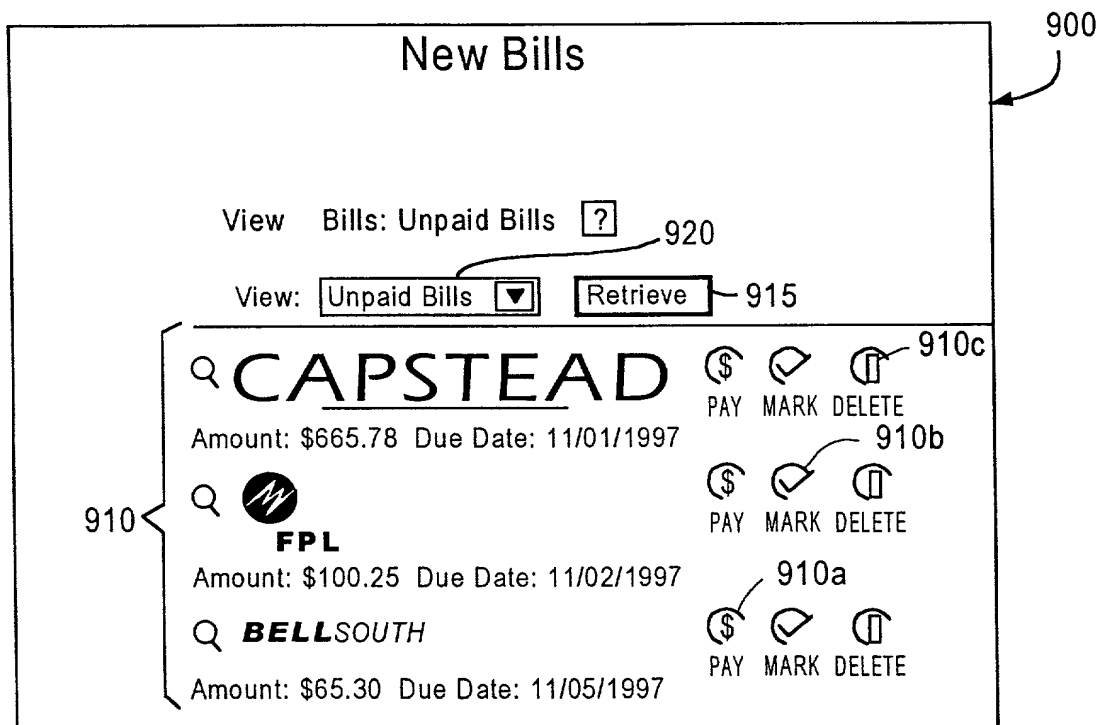 New Bills
900
View Bills: Unpaid Bills ?
920
View: Unpaid Bills Retrieve 915
CAPSTEAD $ 910c
PAY MARK DELETE
Amount: $665.78 Due Date: 11/01/1997 910b
$
910 FPL PAY MARK DELETE
Amount: $100.25 Due Date: 11/02/1997 910a
BELLSOUTH $
PAY MARK DELETE
Amount: $65.30 Due Date: 11/05/1997